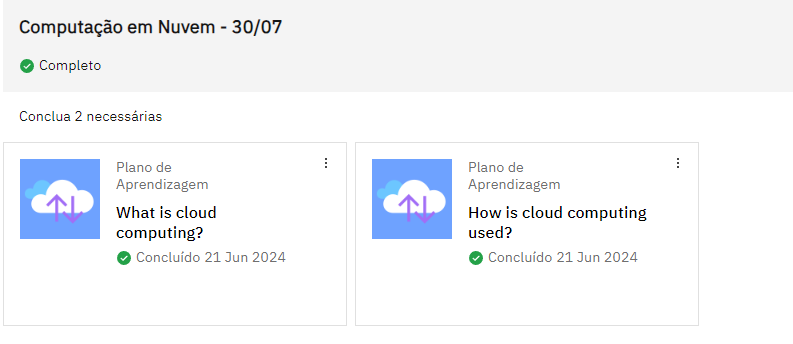 Computação em Nuvem - 30/07
Completo
Conclua 2 necessárias
Plano de
Aprendizagem
What is cloud
computing?
Concluído 21 Jun 2024
Plano de
Aprendizagem
How is cloud computing
used?
Concluído 21 Jun 2024